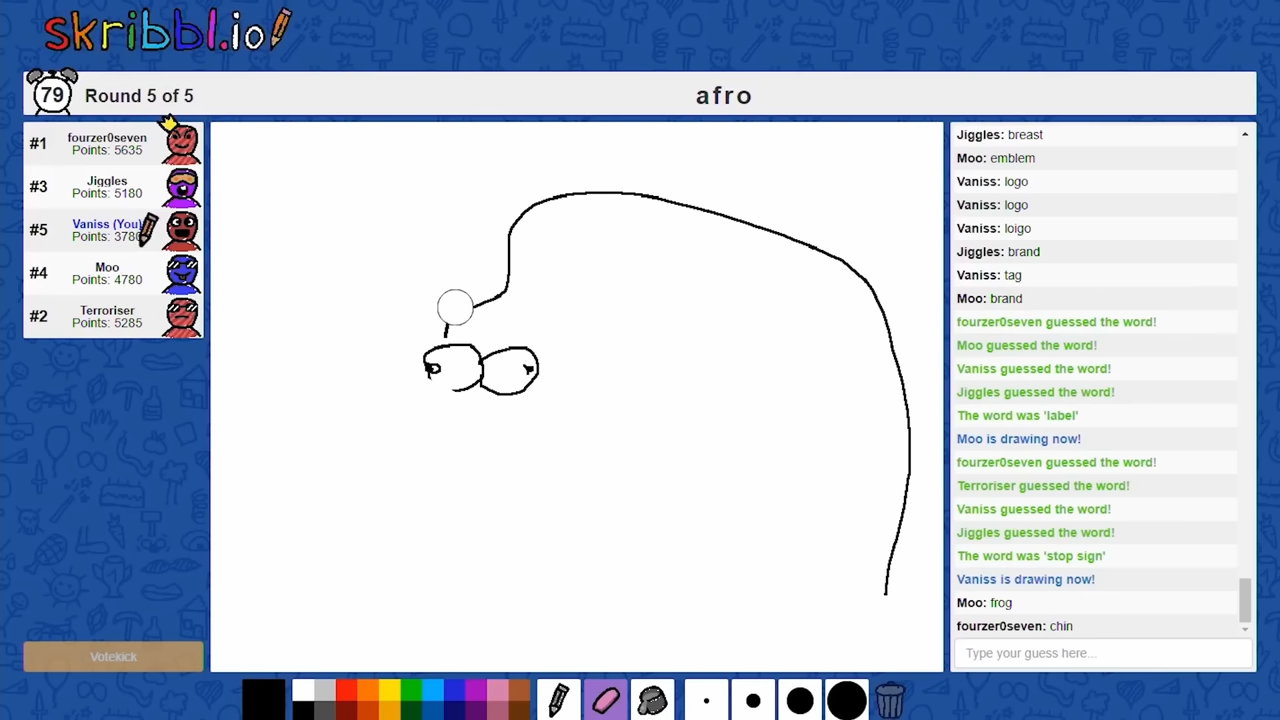 skribbl.io
79
Round 5 of 5
afro
#1
fourzer0seven
Points: 5635
#3
Jiggles
Points: 5180
#5
Vaniss (You)
Points: 3780
#4
Moo
Points: 4780
#2
Terroriser
Points: 5285
Votekick
Jiggles: breast
Moo: emblem
Vaniss: logo
Vaniss: logo
Vaniss: loigo
Jiggles: brand
Vaniss: tag
Moo: brand
fourzer0seven guessed the word!
Moo guessed the word!
Vaniss guessed the word!
Jiggles guessed the word!
The word was 'label'
Moo is drawing now!
fourzer0seven guessed the word!
Terroriser guessed the word!
Vaniss guessed the word!
Jiggles guessed the word!
The word was 'stop sign'
Vaniss is drawing now!
Moo: frog
fourzer0seven: chin
Type your guess here...